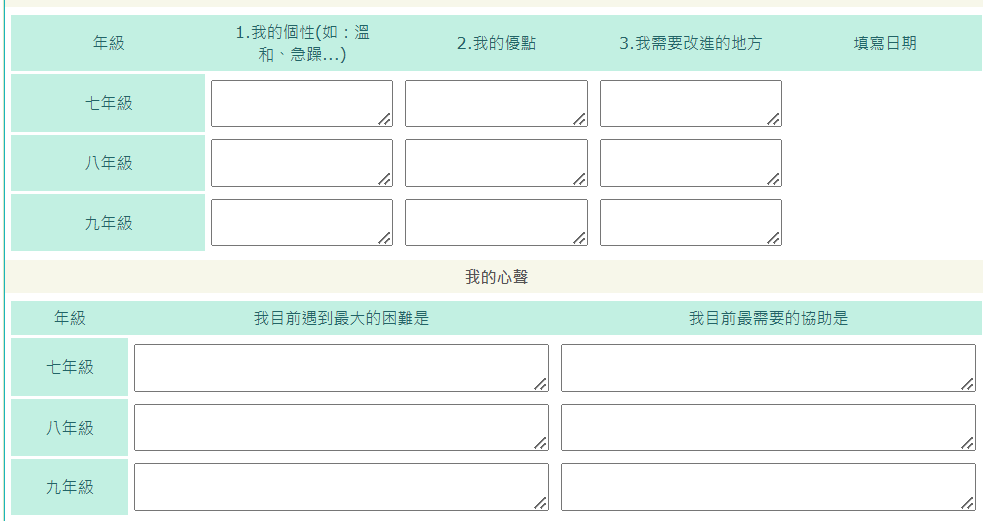 年級 1.我的個性(如：溫和、急躁...) 2.我的優點 3.我需要改進的地方 填寫日期
七年級
八年級
九年級
我的心聲
年級 我目前遇到最大的困難是 我目前最需要的協助是
七年級
八年級
九年級